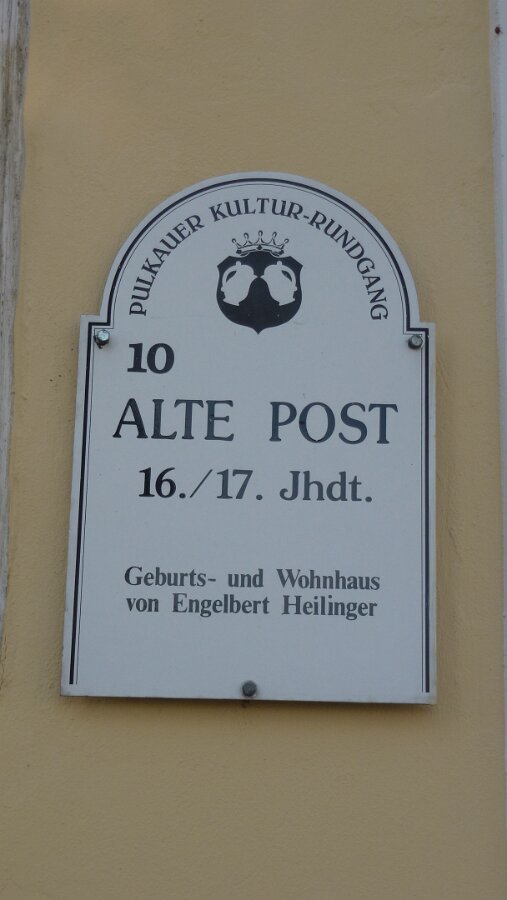 PULKAUER KULTUR-RUNDGANG
10
ALTE POST
16./17. Jhdt.
Geburts- und Wohnhaus
von Engelbert Heilinger